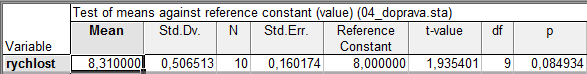 Test of means against reference constant (value) (04_doprava.sta)
Variable Mean Std.Dv. N Std.Err. Reference Constant t-value df p
rychlost 8,310000 0,506513 10 0,160174 8,000000 1,935401 9 0,084934